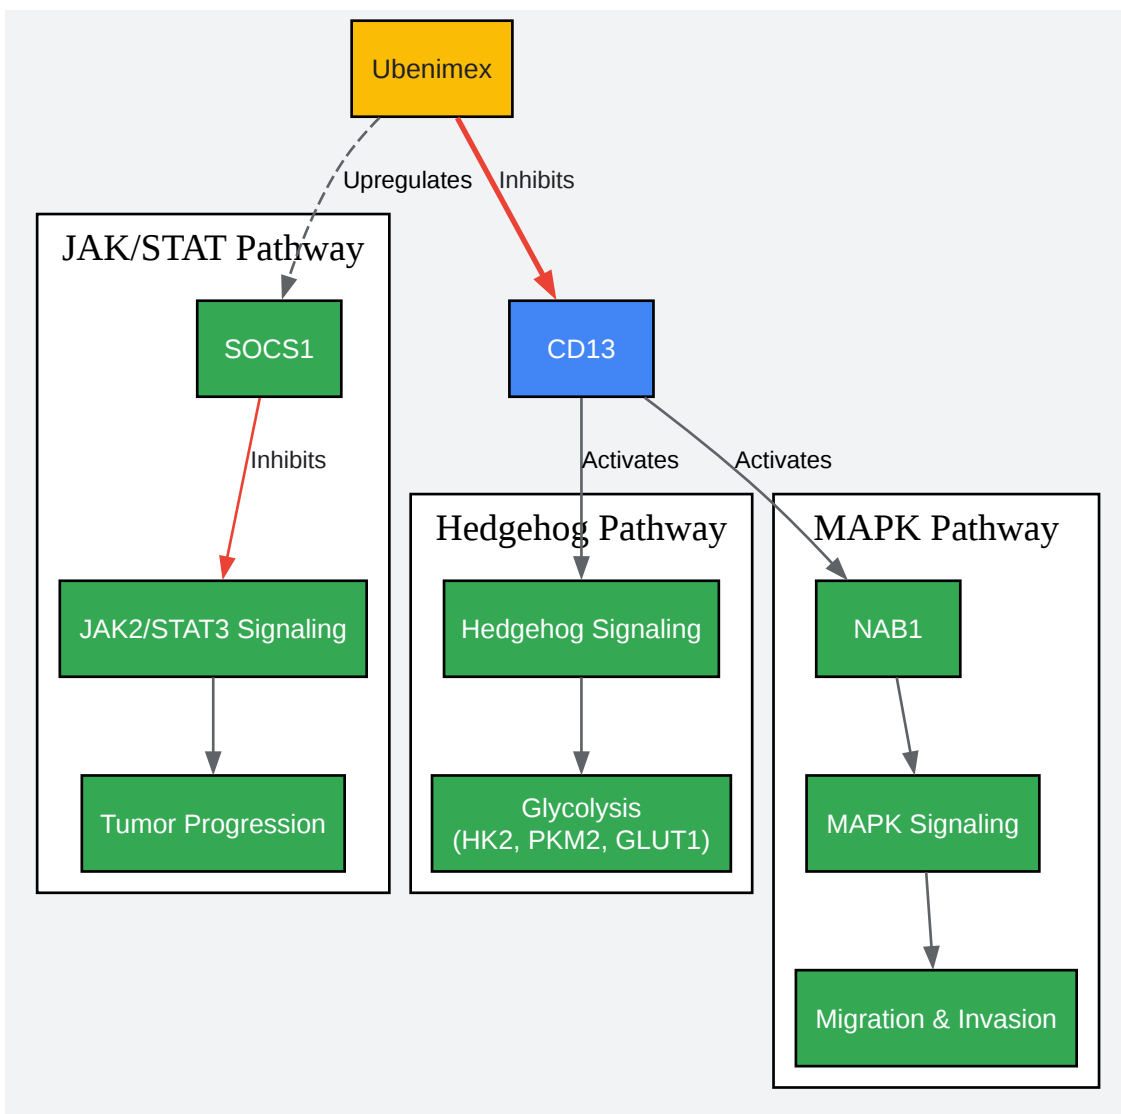 Ubenimex
Upregulates
Inhibits
JAK/STAT Pathway
SOCS1
CD13
Inhibits
Activates
Activates
Hedgehog Pathway
MAPK Pathway
JAK2/STAT3 Signaling
Hedgehog Signaling
NAB1
Tumor Progression
Glycolysis
(HK2, PKM2, GLUT1)
MAPK Signaling
Migration & Invasion